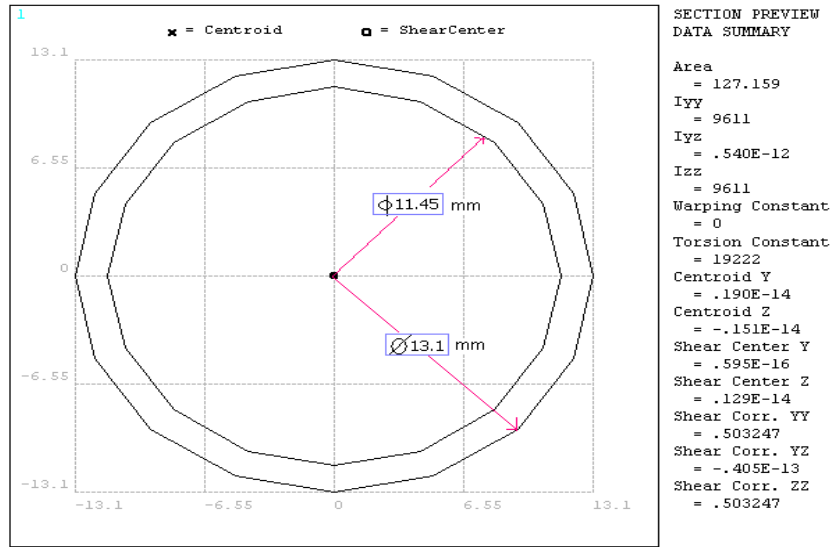 1
× = Centroid
□ = ShearCenter
13.1
6.55
0
-6.55
-13.1
-13.1
-6.55
0
6.55
13.1
ϕ11.45 mm
∅13.1 mm
SECTION PREVIEW
DATA SUMMARY
Area
= 127.159
Iyy
= 9611
Iyz
= .540E-12
Izz
= 9611
Warping Constant
= 0
Torsion Constant
= 19222
Centroid Y
= .190E-14
Centroid Z
= -.151E-14
Shear Center Y
= .595E-16
Shear Center Z
= .129E-14
Shear Corr. YY
= .503247
Shear Corr. YZ
= -.405E-13
Shear Corr. ZZ
= .503247